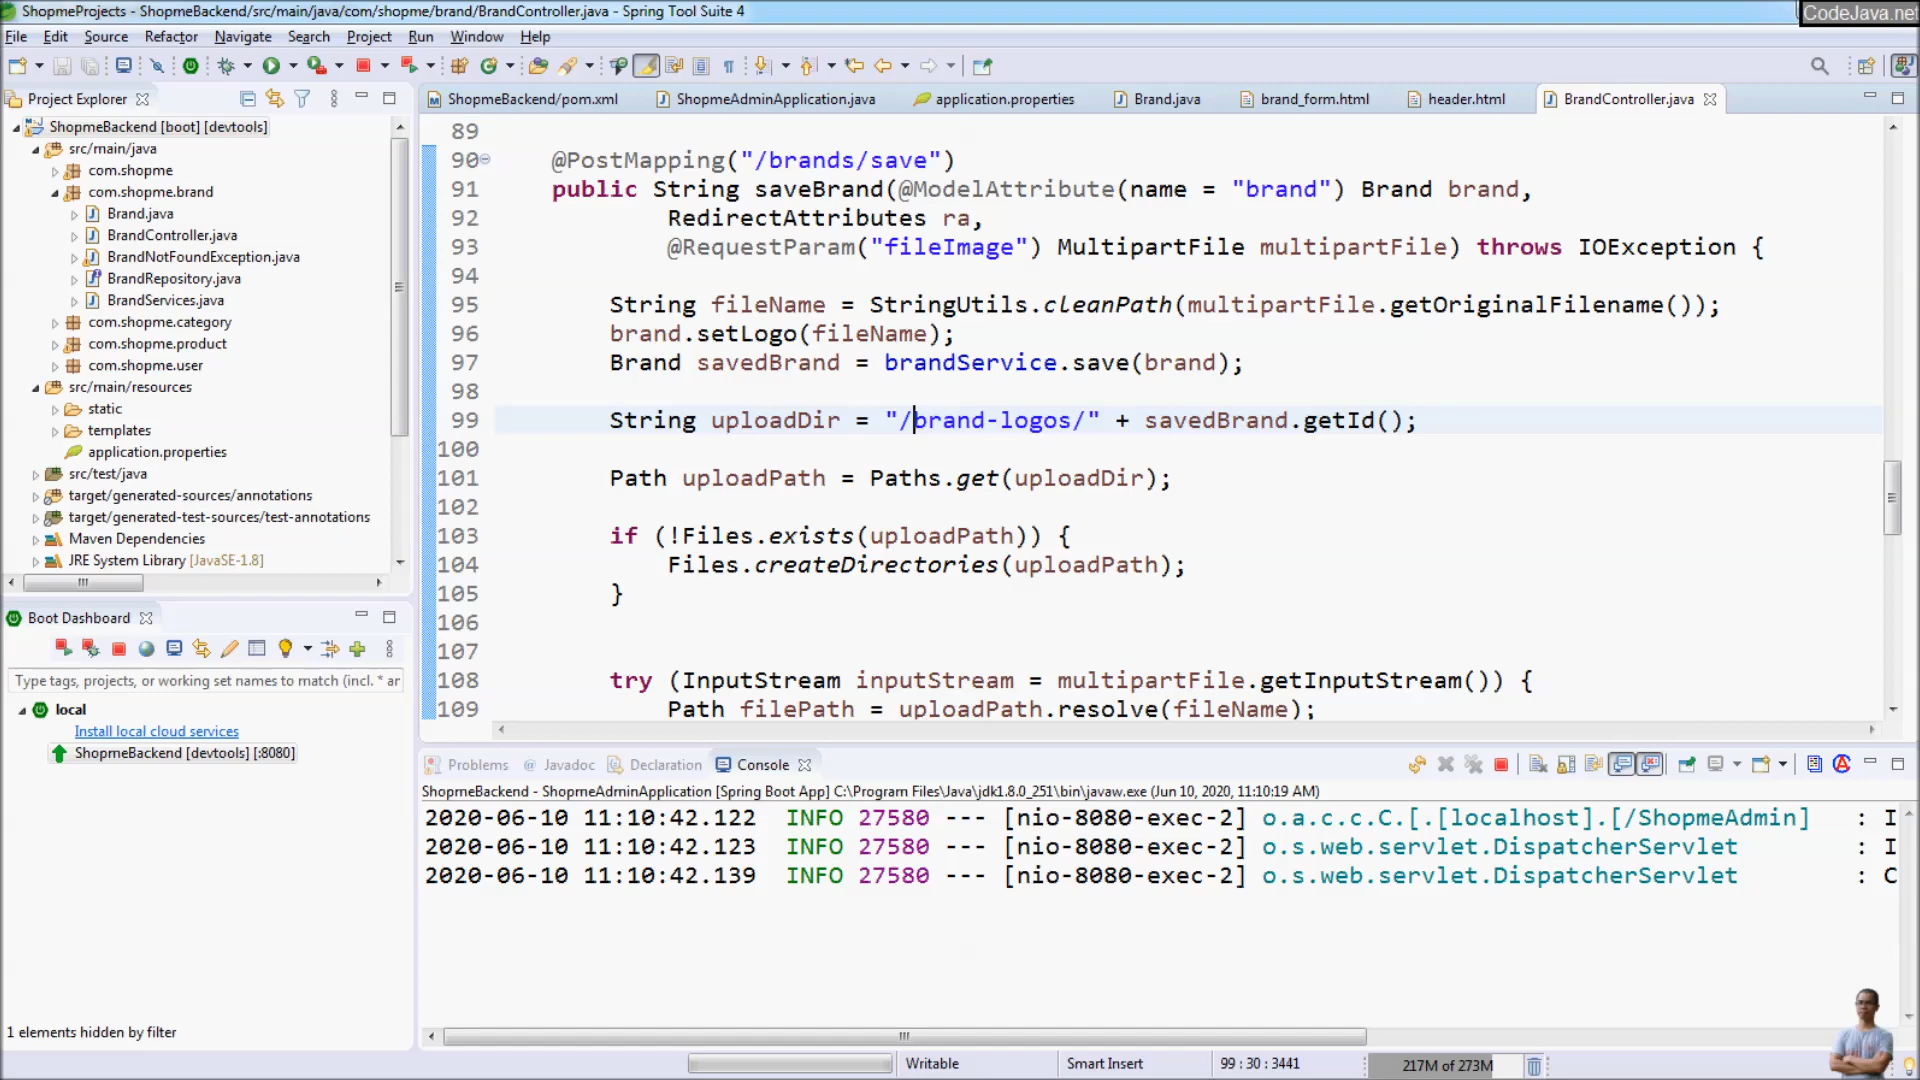 ShopmeProjects - ShopmeBackend/src/main/java/com/shopme/brand/BrandController.java - Spring Tool Suite 4
CodeJava.net
File Edit Source Refactor Navigate Search Project Run Window Help
Project Explorer
ShopmeBackend [boot] [devtools]
src/main/java
com.shopme
com.shopme.brand
Brand.java
BrandController.java
BrandNotFoundException.java
BrandRepository.java
BrandServices.java
com.shopme.category
com.shopme.product
com.shopme.user
src/main/resources
static
templates
application.properties
src/test/java
target/generated-sources/annotations
target/generated-test-sources/test-annotations
Maven Dependencies
JRE System Library [JavaSE-1.8]
Boot Dashboard
Type tags, projects, or working set names to match (incl. * ar
local
Install local cloud services
ShopmeBackend [devtools] [:8080]
1 elements hidden by filter
ShopmeBackend/pom.xml ShopmeAdminApplication.java application.properties Brand.java brand_form.html header.html BrandController.java
89
90 @PostMapping("/brands/save")
91 public String saveBrand(@ModelAttribute(name = "brand") Brand brand,
92 RedirectAttributes ra,
93 @RequestParam("fileImage") MultipartFile multipartFile) throws IOException {
94
95 String fileName = StringUtils.cleanPath(multipartFile.getOriginalFilename());
96 brand.setLogo(fileName);
97 Brand savedBrand = brandService.save(brand);
98
99 String uploadDir = "/brand-logos/" + savedBrand.getId();
100
101 Path uploadPath = Paths.get(uploadDir);
102
103 if (!Files.exists(uploadPath)) {
104 Files.createDirectories(uploadPath);
105 }
106
107
108 try (InputStream inputStream = multipartFile.getInputStream()) {
109 Path filePath = uploadPath.resolve(fileName);
Problems Javadoc Declaration Console
ShopmeBackend - ShopmeAdminApplication [Spring Boot App] C:\Program Files\Java\jdk1.8.0_251\bin\javaw.exe (Jun 10, 2020, 11:10:19 AM)
2020-06-10 11:10:42.122 INFO 27580 --- [nio-8080-exec-2] o.a.c.c.C.[.[localhost].[/ShopmeAdmin] : I
2020-06-10 11:10:42.123 INFO 27580 --- [nio-8080-exec-2] o.s.web.servlet.DispatcherServlet : I
2020-06-10 11:10:42.139 INFO 27580 --- [nio-8080-exec-2] o.s.web.servlet.DispatcherServlet : C
Writable Smart Insert 99 : 30 : 3441 217M of 273M